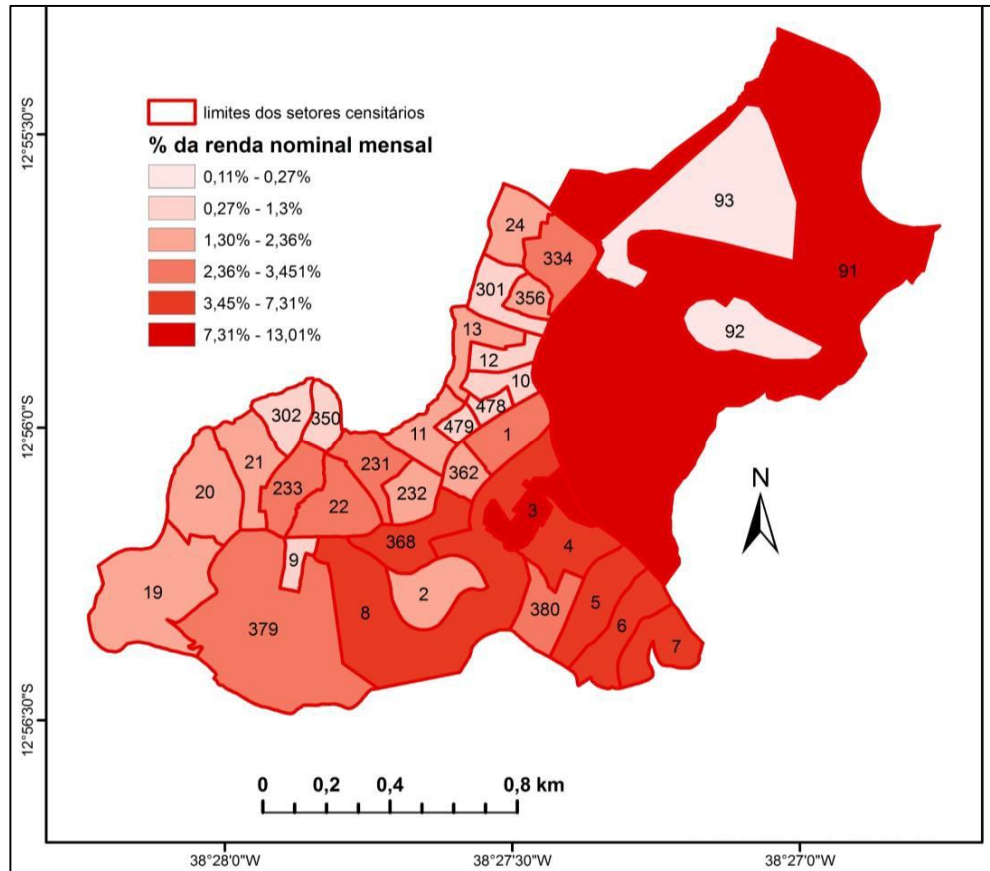 limites dos setores censitários
% da renda nominal mensal
0,11% - 0,27%
0,27% - 1,3%
1,30% - 2,36%
2,36% - 3,451%
3,45% - 7,31%
7,31% - 13,01%
12°55'30"S
12°56'0"S
12°56'30"S
93
24
334
91
301
356
13
92
12
10
478
302
350
479
11
1
21
231
362
20
233
232
22
3
368
4
9
19
2
5
380
8
6
379
7
N
0 0,2 0,4 0,8 km
38°28'0"W 38°27'30"W 38°27'0"W